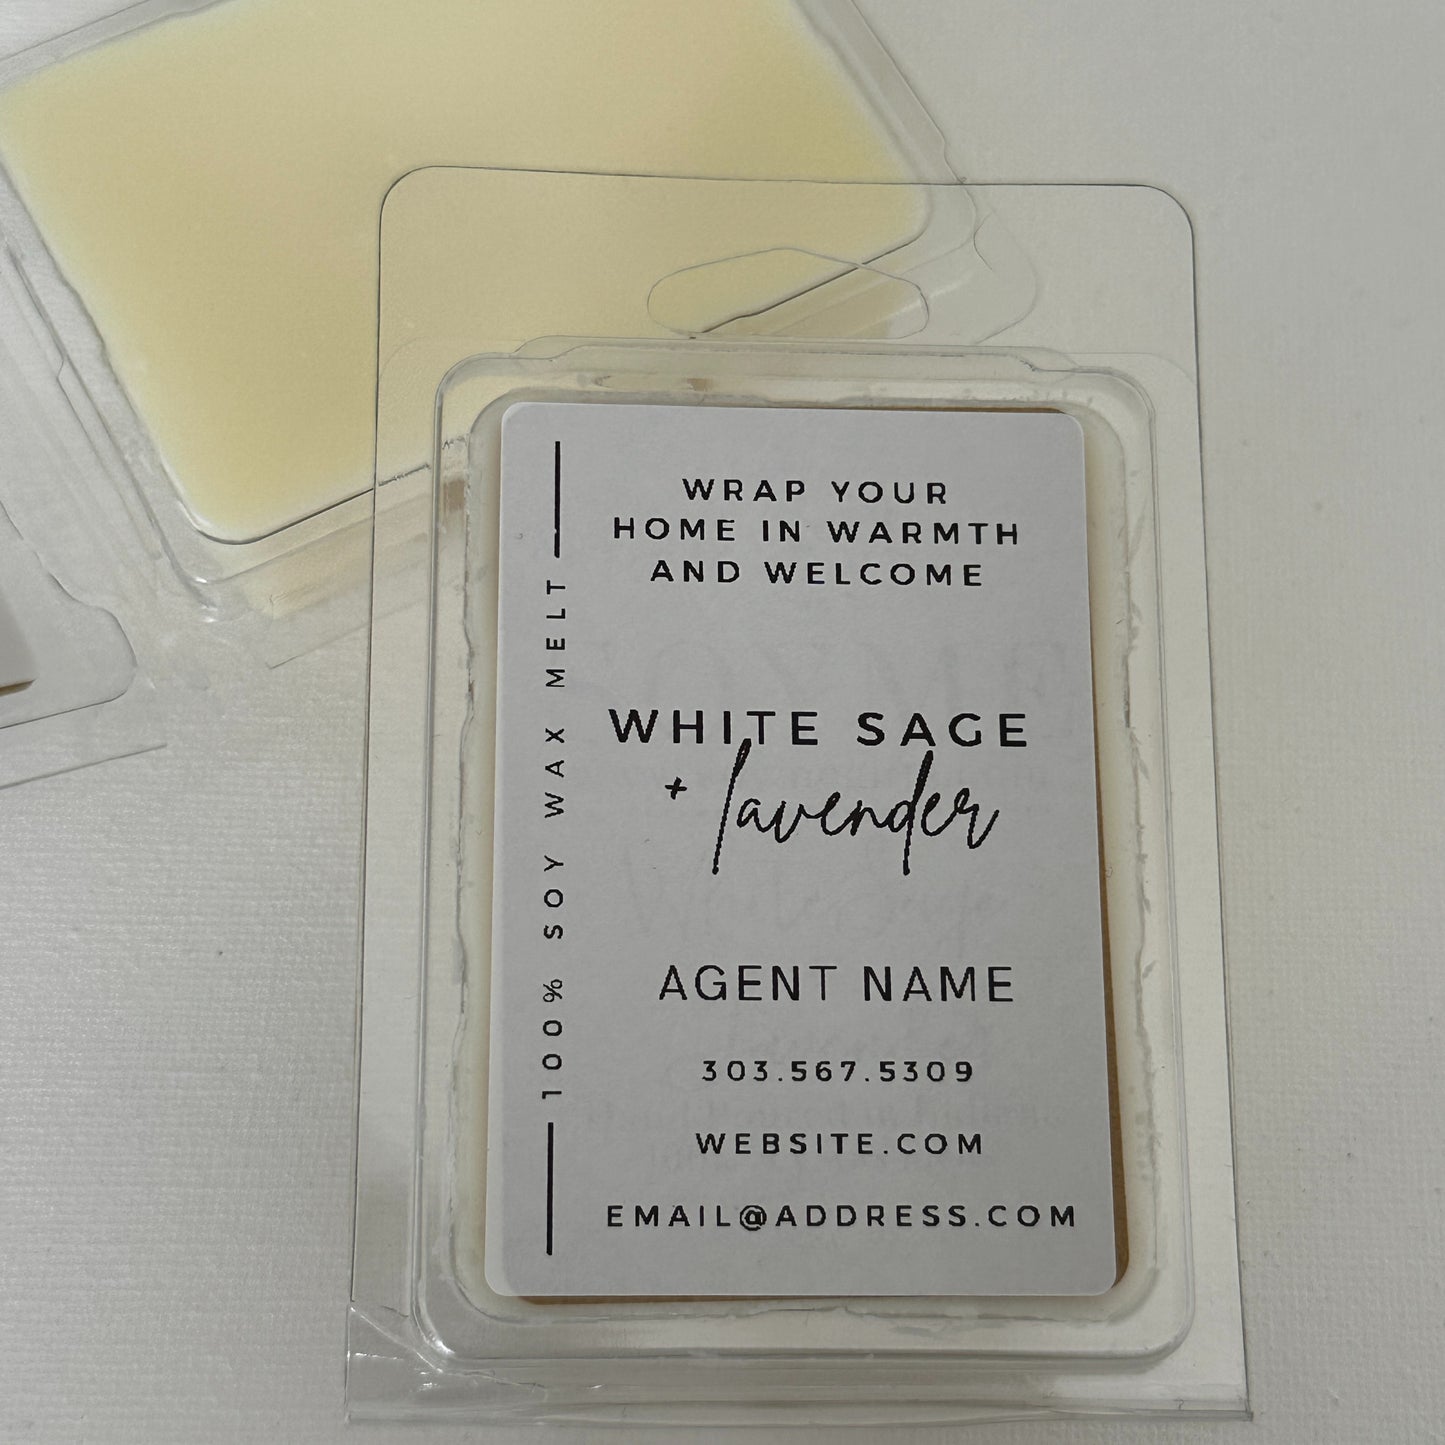 WRAP YOUR
HOME IN WARMTH
AND WELCOME
100% SOY WAX MELT
WHITE SAGE
+ lavender
AGENT NAME
303.567.5309
WEBSITE.COM
EMAIL@ADDRESS.COM